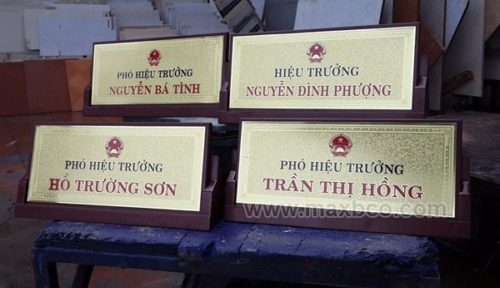 PHÓ HIỆU TRƯỞNG
NGUYỄN BÁ TÌNH
HIỆU TRƯỞNG
NGUYỄN ĐÌNH PHƯỢNG
PHÓ HIỆU TRƯỞNG
HỒ TRƯỜNG SƠN
PHÓ HIỆU TRƯỞNG
TRẦN THỊ HỒNG
www.maxbco.com